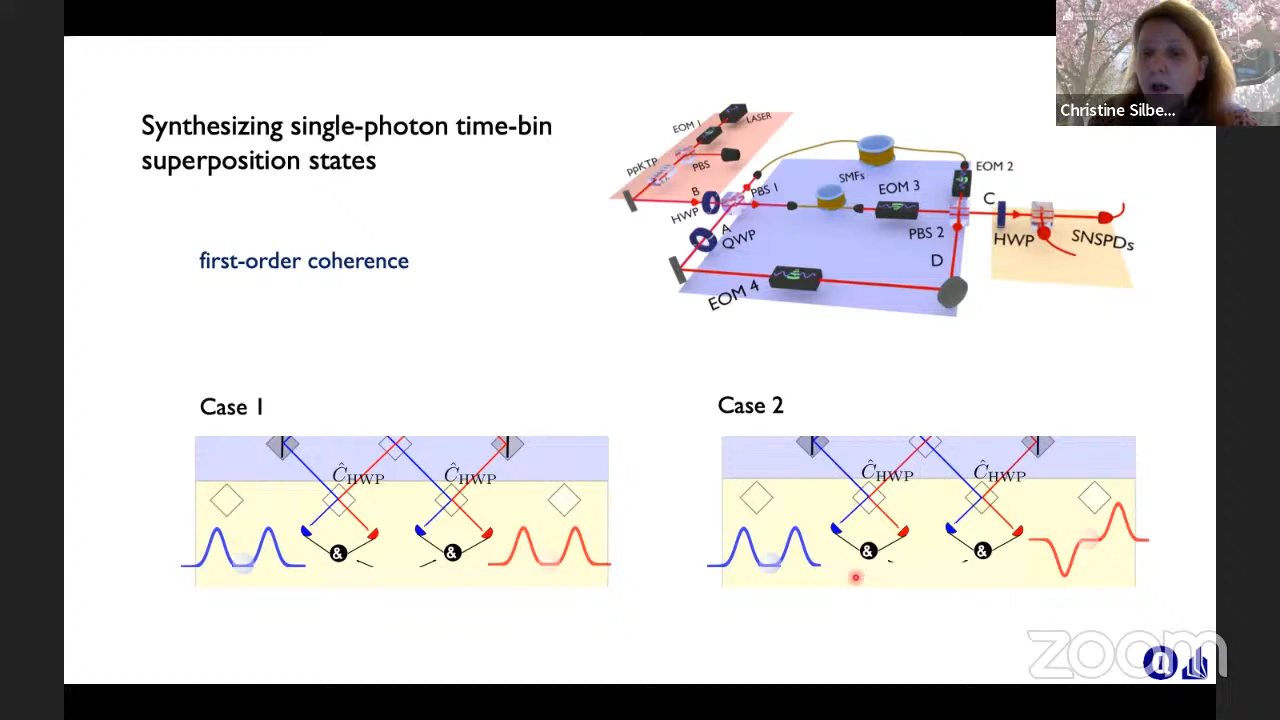 Christine Silbe...
Synthesizing single-photon time-bin
superposition states
first-order coherence
LASER
EOM 1
PBS
ppKTP
B
HWP
PBS 1
A
QWP
SMFs
EOM 3
EOM 2
PBS 2
C
HWP
SNSPDs
D
EOM 4
Case 1
Ĉ_HWP
Ĉ_HWP
&
&
Case 2
Ĉ_HWP
Ĉ_HWP
&
&
zoom